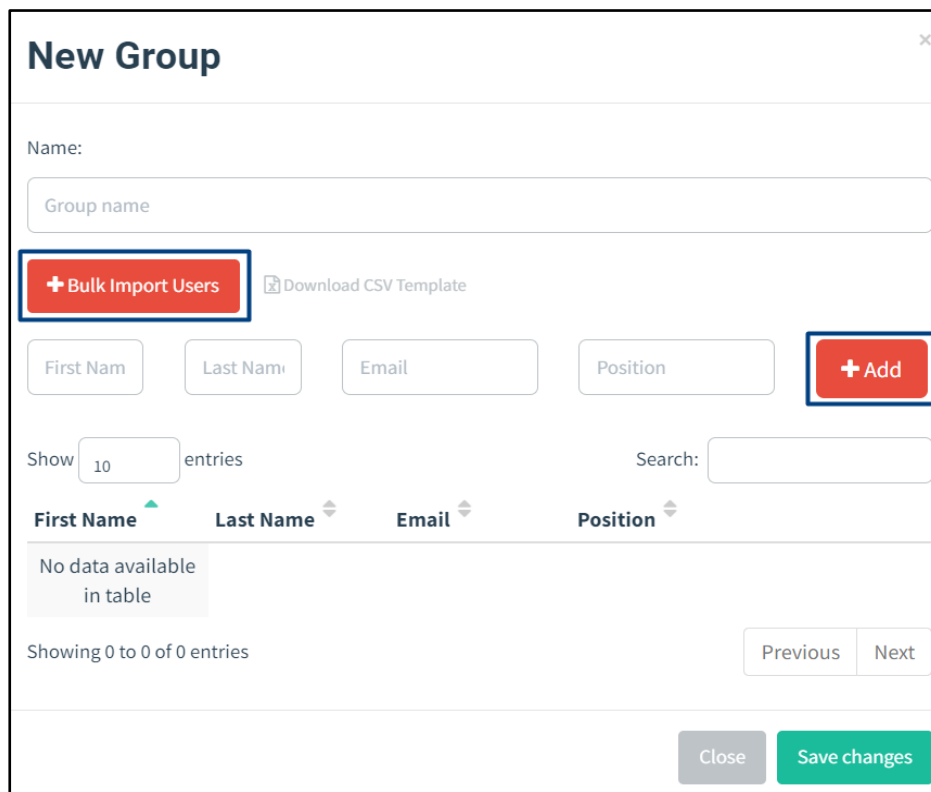 New Group
×
Name:
Group name
+ Bulk Import Users Download CSV Template
First Nam Last Nam Email Position + Add
Show 10 entries Search:
First Name Last Name Email Position
No data available
in table
Showing 0 to 0 of 0 entries Previous Next
Close Save changes